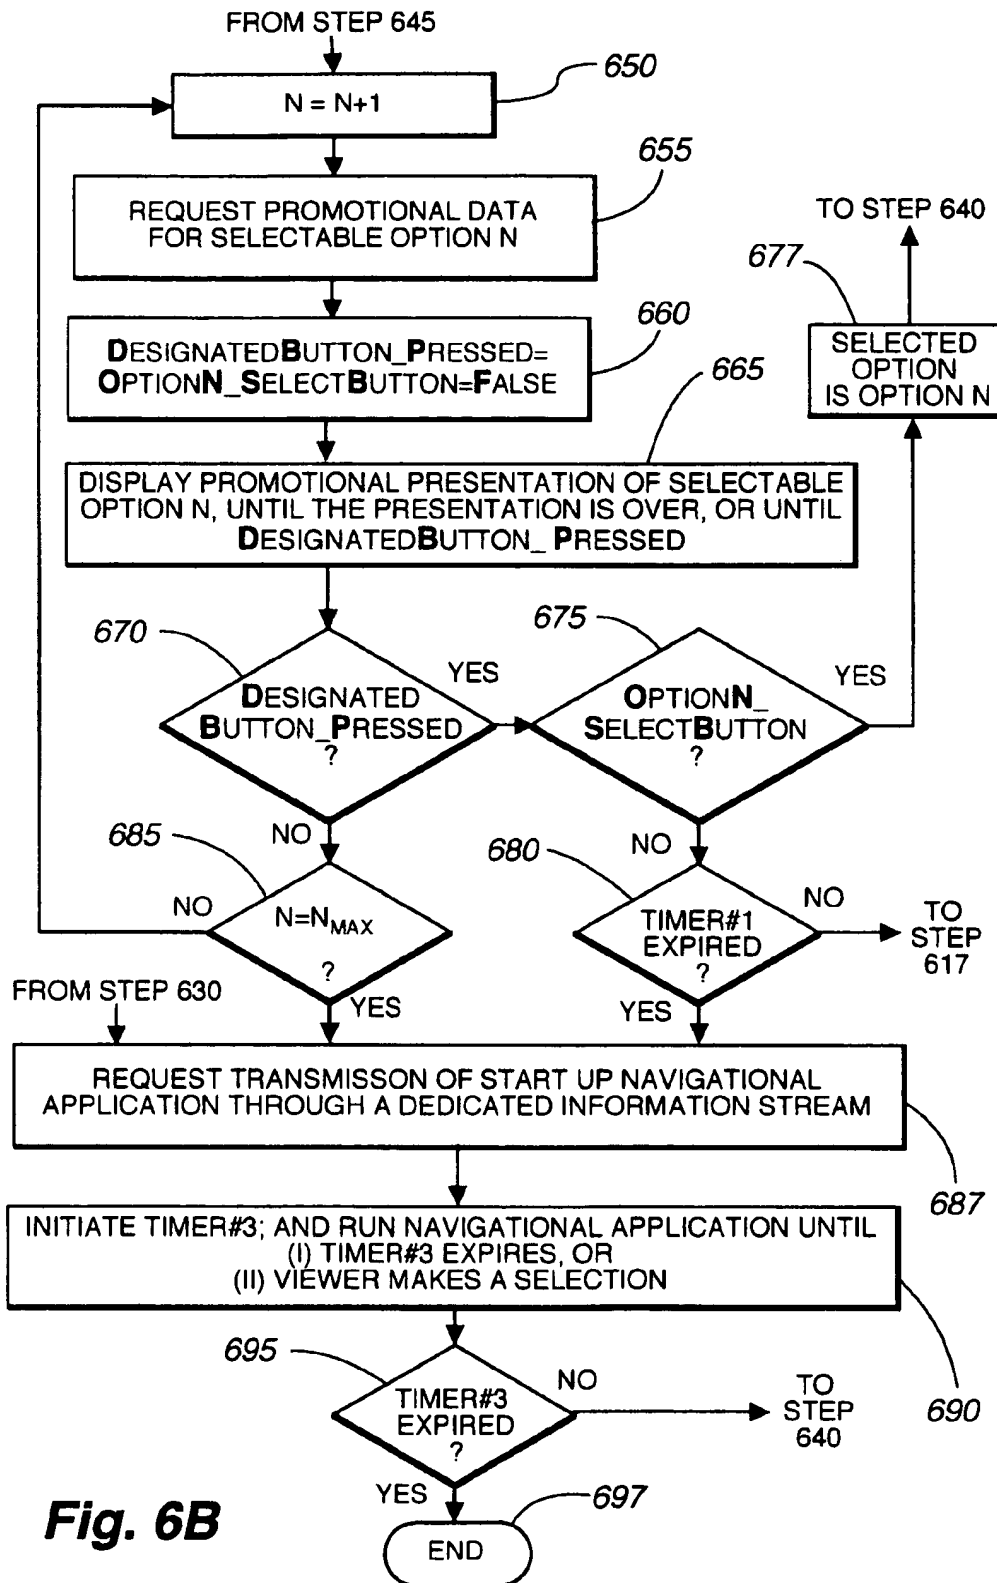 FROM STEP 645
650
N = N+1
655
REQUEST PROMOTIONAL DATA
FOR SELECTABLE OPTION N
TO STEP 640
677
660
DESIGNATEDBUTTON_PRESSED=
OPTIONN_SELECTBUTTON=FALSE
SELECTED
OPTION
IS OPTION N
665
DISPLAY PROMOTIONAL PRESENTATION OF SELECTABLE
OPTION N, UNTIL THE PRESENTATION IS OVER, OR UNTIL
DESIGNATEDBUTTON_ PRESSED
670
675
YES
YES
DESIGNATED
BUTTON_PRESSED
?
OPTIONN_
SELECTBUTTON
?
NO
685
NO
680
NO
N=NMAX
?
TIMER#1
EXPIRED
?
NO
TO
STEP
617
FROM STEP 630
YES
YES
REQUEST TRANSMISSON OF START UP NAVIGATIONAL
APPLICATION THROUGH A DEDICATED INFORMATION STREAM
687
INITIATE TIMER#3; AND RUN NAVIGATIONAL APPLICATION UNTIL
(I) TIMER#3 EXPIRES, OR
(II) VIEWER MAKES A SELECTION
690
695
TIMER#3
EXPIRED
?
NO
TO
STEP
640
YES
697
END
Fig. 6B